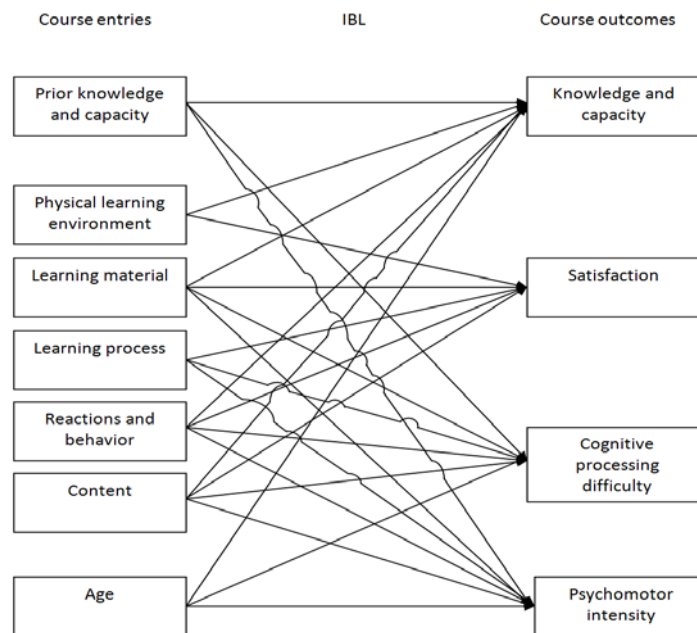 Course entries
IBL
Course outcomes
Prior knowledge
and capacity
Knowledge and
capacity
Physical learning
environment
Learning material
Satisfaction
Learning process
Reactions and
behavior
Cognitive
processing
difficulty
Content
Age
Psychomotor
intensity